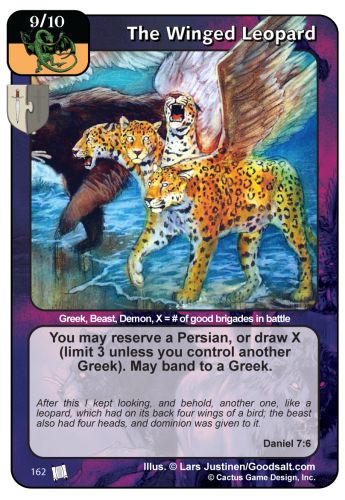 9/10
The Winged Leopard
Greek, Beast, Demon, X = # of good brigades in battle
You may reserve a Persian, or draw X
(limit 3 unless you control another
Greek). May band to a Greek.
After this I kept looking, and behold, another one, like a
leopard, which had on its back four wings of a bird; the beast
also had four heads, and dominion was given to it.
Daniel 7:6
Illus. © Lars Justinen/Goodsalt.com
162
© Cactus Game Design, Inc.